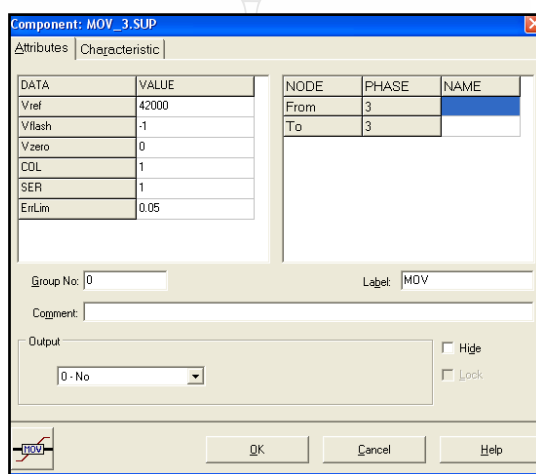 Component: MOV_3.SUP
Attributes Characteristic
DATA VALUE
Vref 42000
Vflash -1
Vzero 0
COL 1
SER 1
ErrLim 0.05
NODE PHASE NAME
From 3
To 3
Group No: 0
Label: MOV
Comment:
Output
0 - No
Hide
Lock
MOV
OK Cancel Help